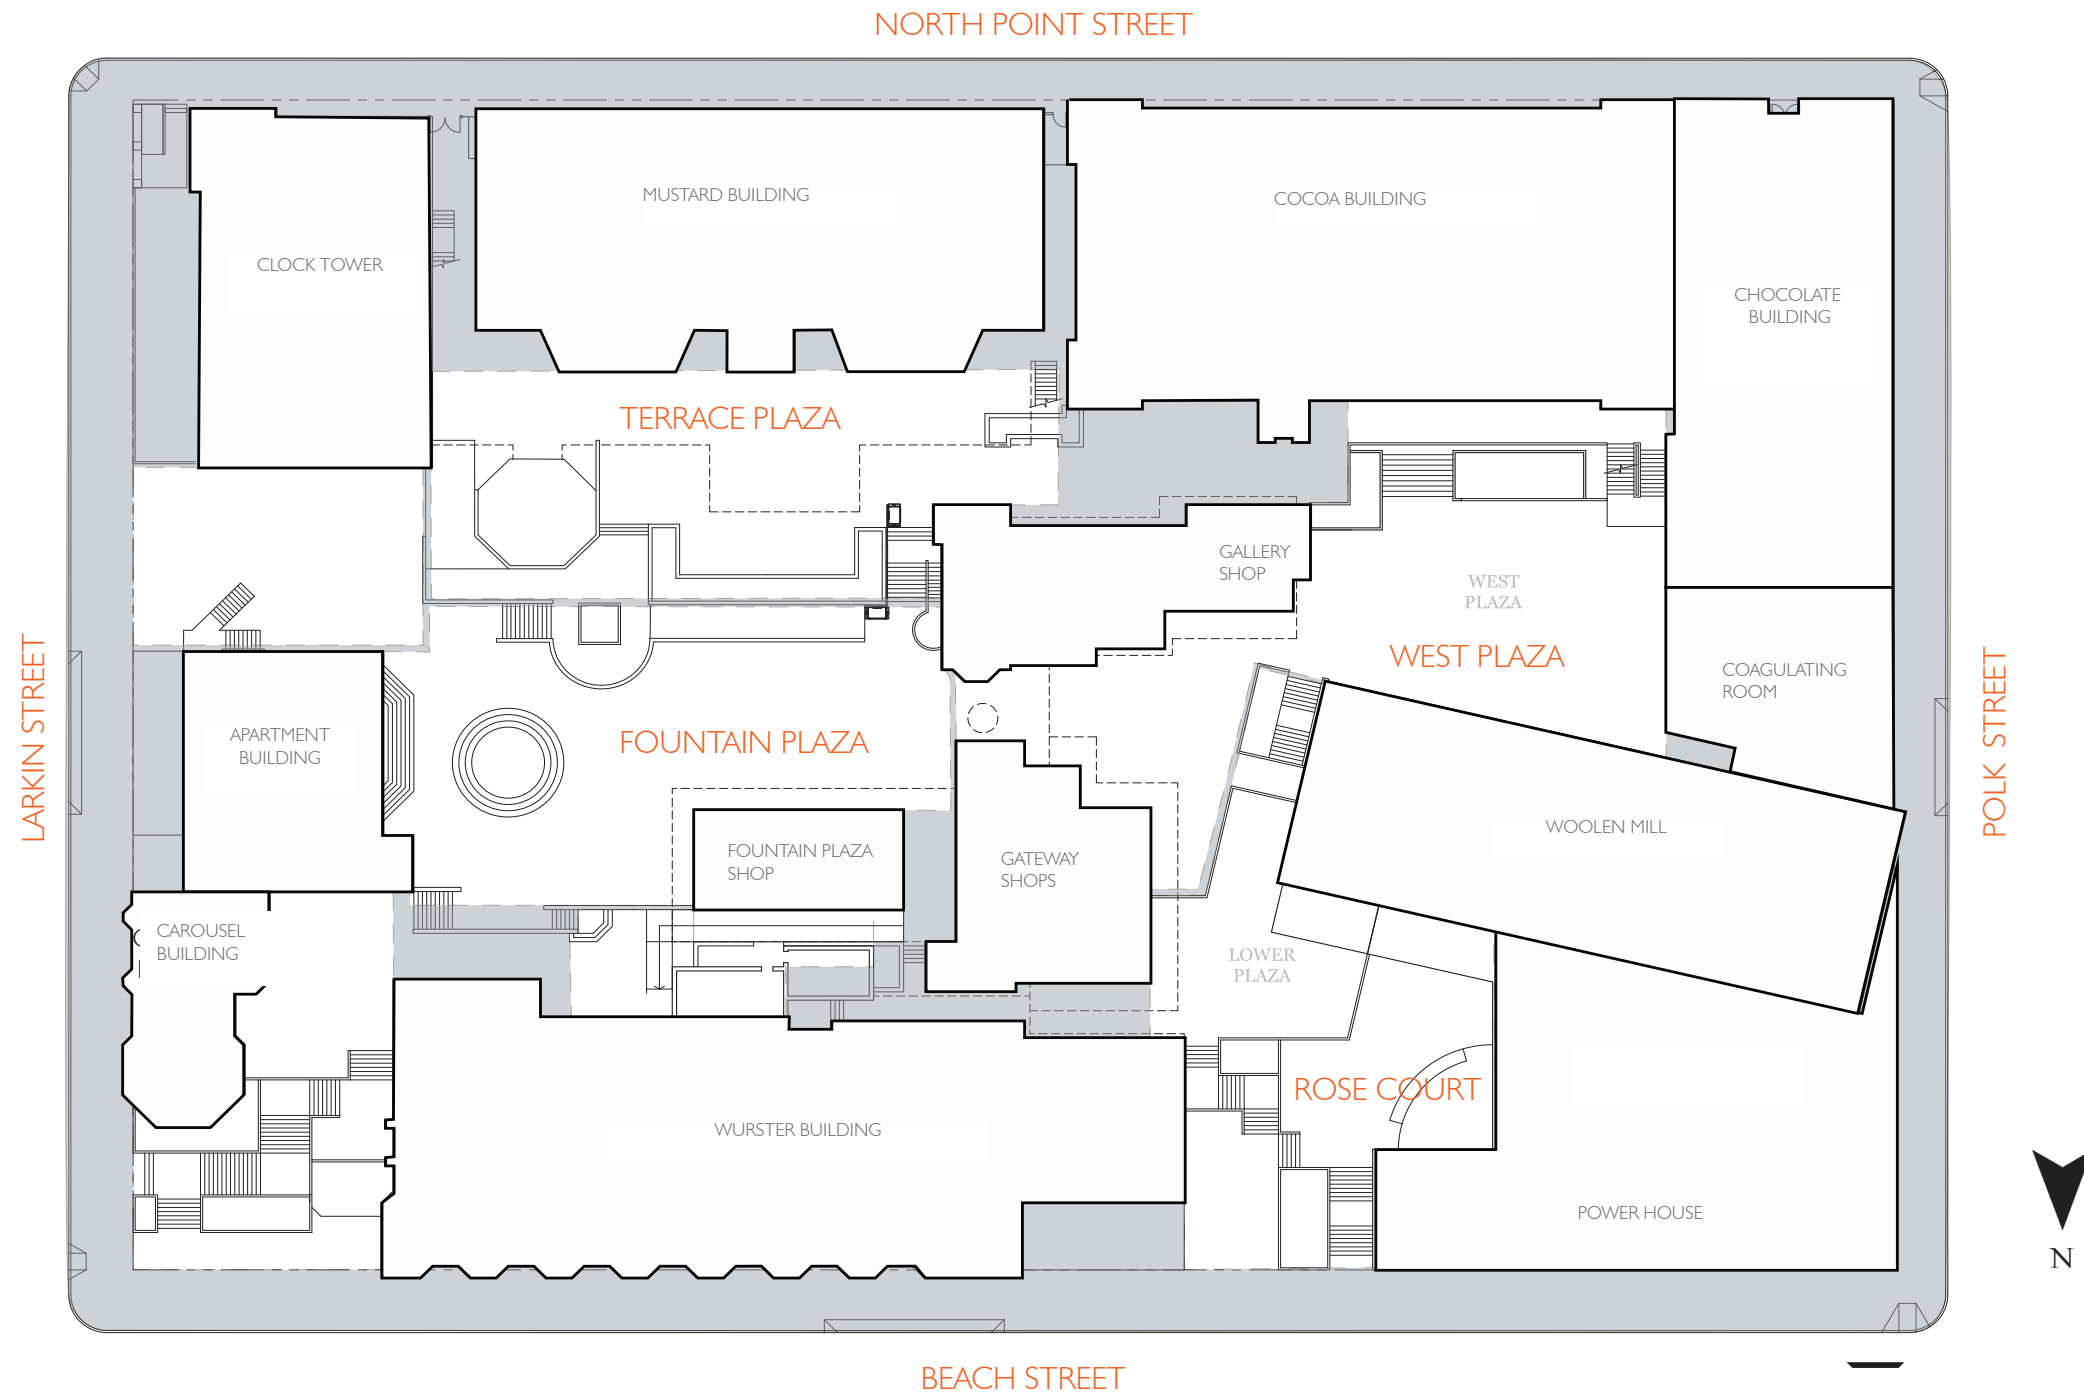 NORTH POINT STREET
MUSTARD BUILDING
COCOA BUILDING
CLOCK TOWER
CHOCOLATE
BUILDING
TERRACE PLAZA
GALLERY
SHOP
WEST
PLAZA
WEST PLAZA
COAGULATING
ROOM
LARKIN STREET
POLK STREET
APARTMENT
BUILDING
FOUNTAIN PLAZA
WOOLEN MILL
FOUNTAIN PLAZA
SHOP
GATEWAY
SHOPS
CAROUSEL
BUILDING
LOWER
PLAZA
ROSE COURT
WURSTER BUILDING
POWER HOUSE
N
BEACH STREET